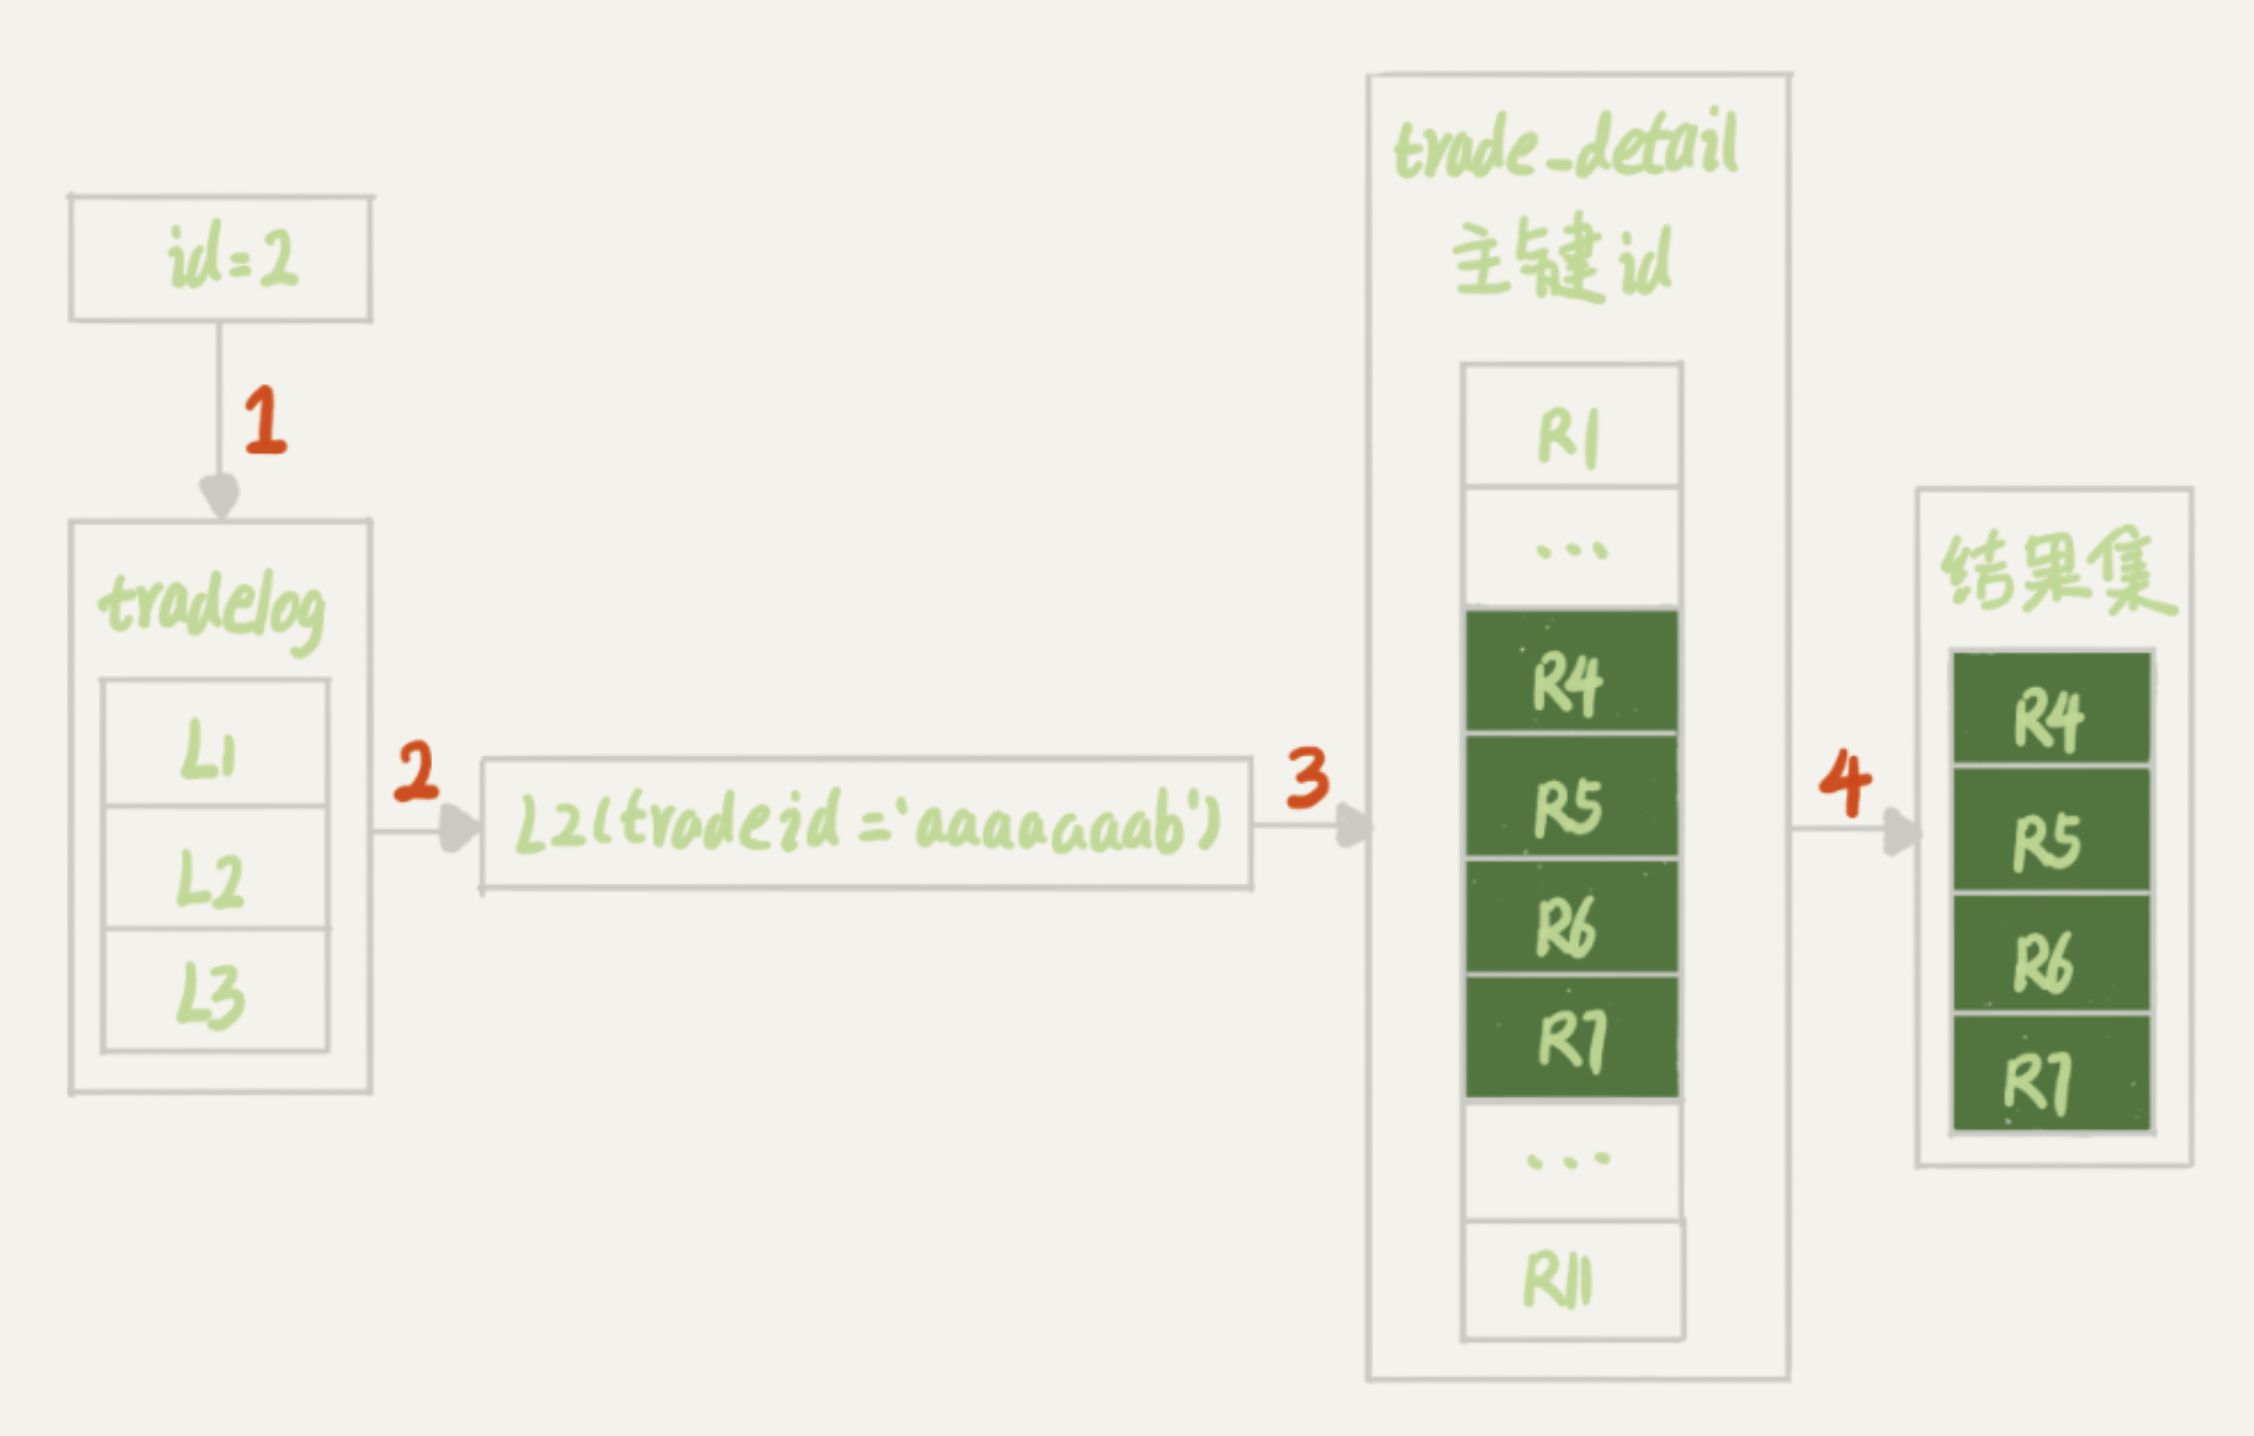 id=2
1
tradelog
L1
L2
L3
2
L2(tradeid='aaaaaaab')
3
trade_detail
主键id
R1
...
R4
R5
R6
R7
...
R11
4
结果集
R4
R5
R6
R7